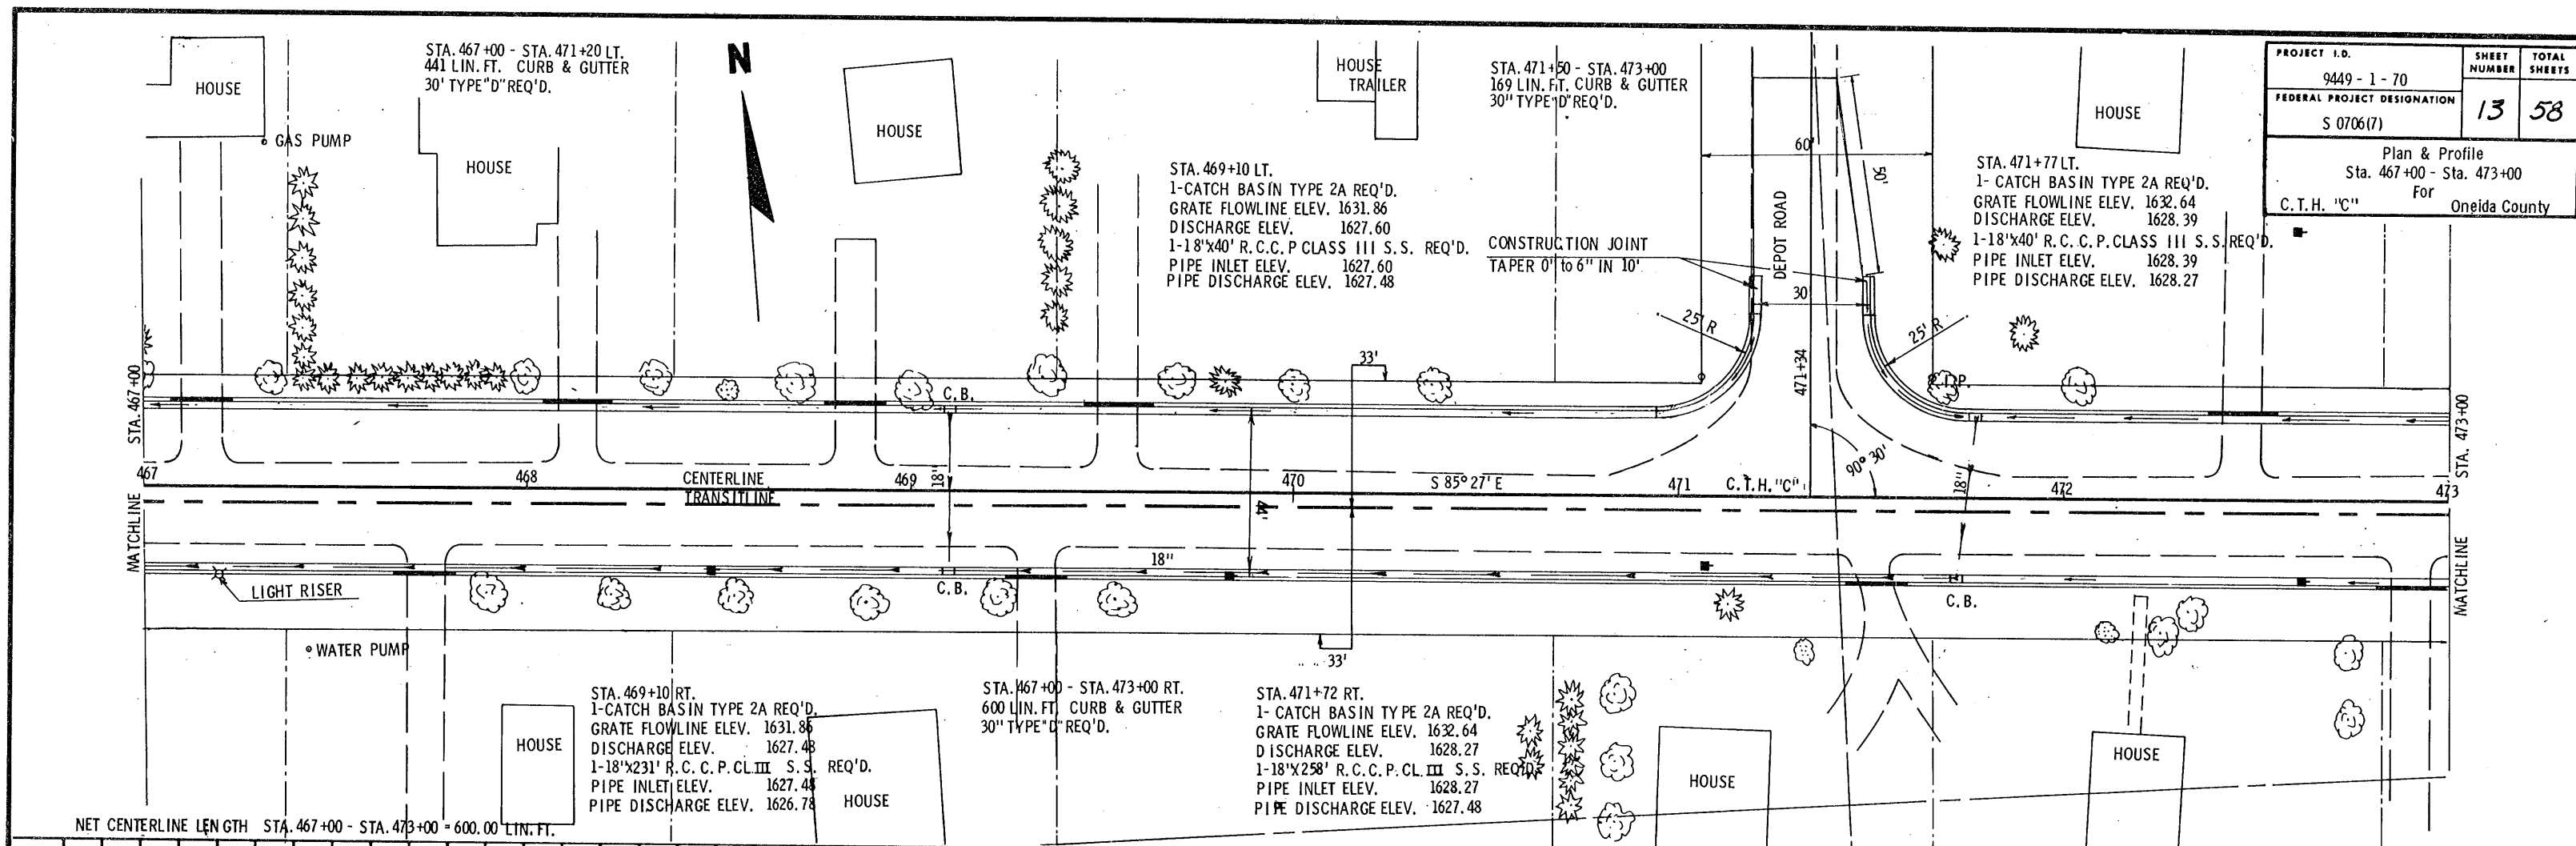 PROJECT I.D.
9449 - 1 - 70
SHEET NUMBER
13
TOTAL SHEETS
58
FEDERAL PROJECT DESIGNATION
S 0706(7)
Plan & Profile
Sta. 467+00 - Sta. 473+00
For
C.T.H. "C" Oneida County
STA. 467+00 - STA. 471+20 LT.
441 LIN. FT. CURB & GUTTER
30' TYPE "D" REQ'D.
N
HOUSE
GAS PUMP
HOUSE
HOUSE
HOUSE
TRAILER
STA. 471+50 - STA. 473+00
169 LIN. FT. CURB & GUTTER
30" TYPE "D" REQ'D.
HOUSE
STA. 469+10 LT.
1-CATCH BASIN TYPE 2A REQ'D.
GRATE FLOWLINE ELEV. 1631.86
DISCHARGE ELEV. 1627.60
1-18"X40' R.C.C.P CLASS III S.S. REQ'D.
PIPE INLET ELEV. 1627.60
PIPE DISCHARGE ELEV. 1627.48
CONSTRUCTION JOINT
TAPER 0" to 6" IN 10'
60'
50'
DEPOT ROAD
30'
25' R
25' R
471+34
90° 30'
STA. 471+77 LT.
1- CATCH BASIN TYPE 2A REQ'D.
GRATE FLOWLINE ELEV. 1632.64
DISCHARGE ELEV. 1628.39
1-18"X40' R.C.C.P. CLASS III S.S. REQ'D.
PIPE INLET ELEV. 1628.39
PIPE DISCHARGE ELEV. 1628.27
I.P.
33'
C.B.
STA. 467+00
STA. 473+00
467
468
CENTERLINE
TRANSITLINE
469
18"
470
S 85° 27' E
471
C.T.H. "C"
18"
472
473
MATCHLINE
MATCHLINE
44'
18"
LIGHT RISER
C.B.
C.B.
WATER PUMP
33'
STA. 469+10 RT.
1-CATCH BASIN TYPE 2A REQ'D.
GRATE FLOWLINE ELEV. 1631.86
DISCHARGE ELEV. 1627.48
1-18"X231' R.C.C.P. CL. III S.S. REQ'D.
PIPE INLET ELEV. 1627.48
PIPE DISCHARGE ELEV. 1626.78
STA. 467+00 - STA. 473+00 RT.
600 LIN. FT. CURB & GUTTER
30" TYPE "D" REQ'D.
STA. 471+72 RT.
1- CATCH BASIN TYPE 2A REQ'D.
GRATE FLOWLINE ELEV. 1632.64
DISCHARGE ELEV. 1628.27
1-18"X258' R.C.C.P. CL. III S.S. REQ'D.
PIPE INLET ELEV. 1628.27
PIPE DISCHARGE ELEV. 1627.48
HOUSE
HOUSE
HOUSE
HOUSE
NET CENTERLINE LENGTH STA. 467+00 - STA. 473+00 = 600.00 LIN. FT.